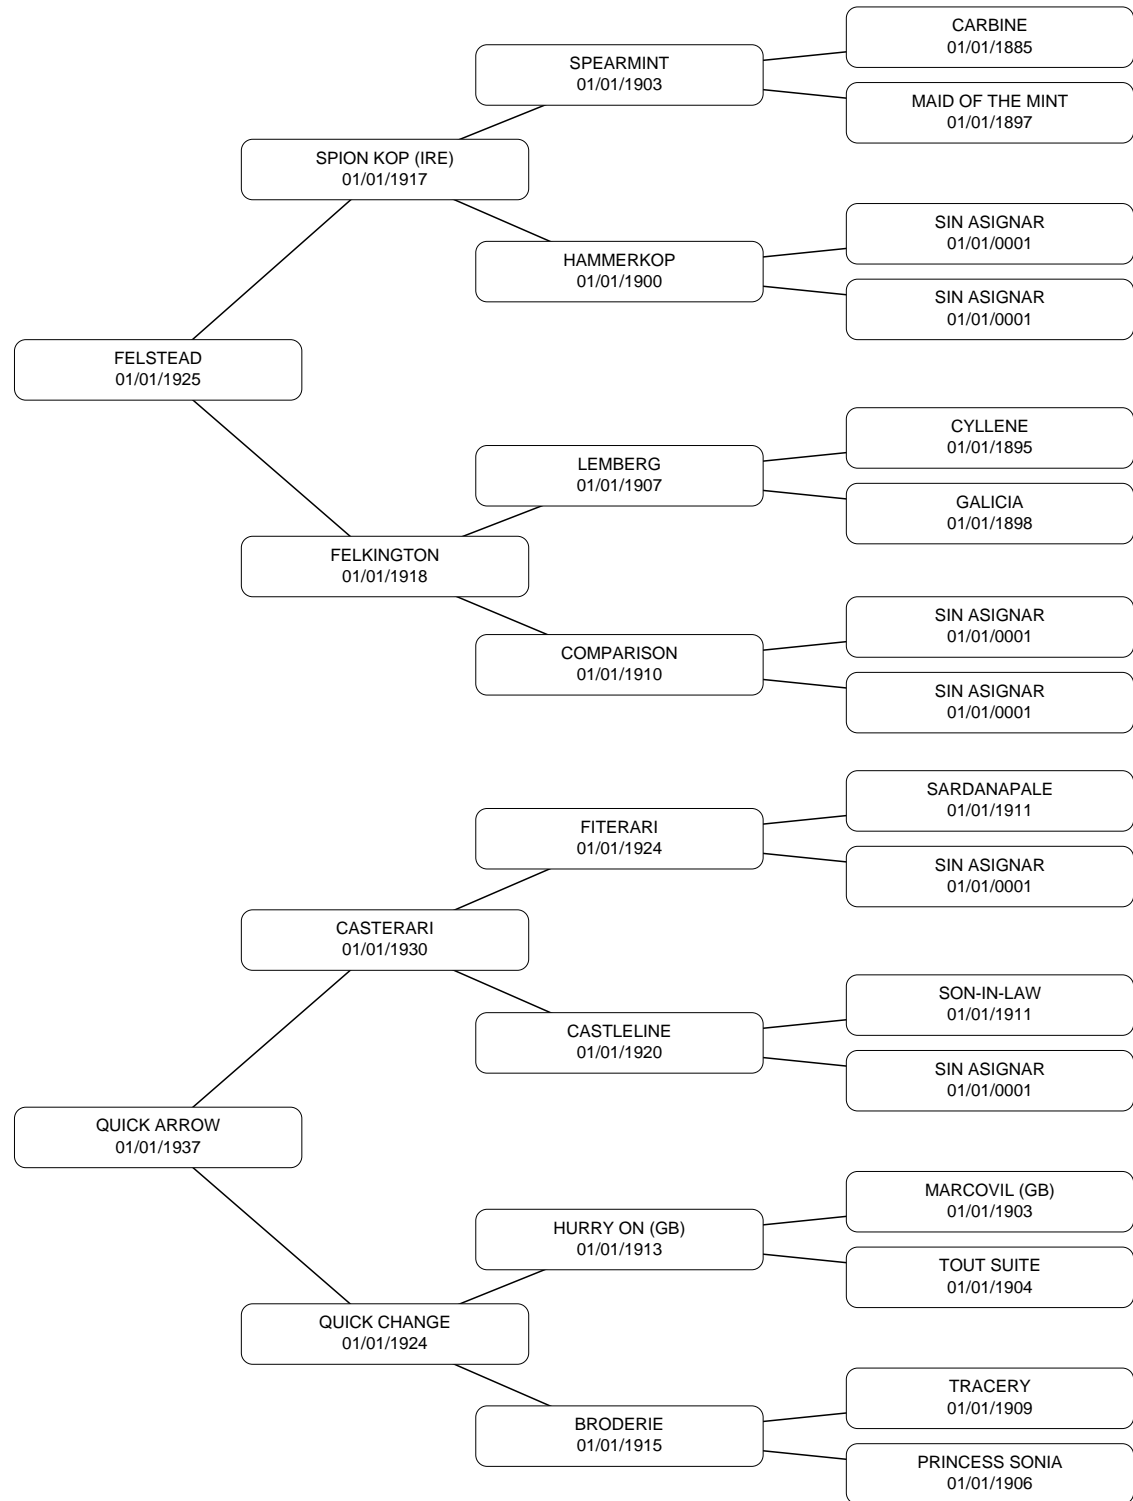 CARBINE
01/01/1885
SPEARMINT
01/01/1903
MAID OF THE MINT
01/01/1897
SPION KOP (IRE)
01/01/1917
SIN ASIGNAR
01/01/0001
HAMMERKOP
01/01/1900
SIN ASIGNAR
01/01/0001
FELSTEAD
01/01/1925
CYLLENE
01/01/1895
LEMBERG
01/01/1907
GALICIA
01/01/1898
FELKINGTON
01/01/1918
SIN ASIGNAR
01/01/0001
COMPARISON
01/01/1910
SIN ASIGNAR
01/01/0001
SARDANAPALE
01/01/1911
FITERARI
01/01/1924
SIN ASIGNAR
01/01/0001
CASTERARI
01/01/1930
SON-IN-LAW
01/01/1911
CASTLELINE
01/01/1920
SIN ASIGNAR
01/01/0001
QUICK ARROW
01/01/1937
MARCOVIL (GB)
01/01/1903
HURRY ON (GB)
01/01/1913
TOUT SUITE
01/01/1904
QUICK CHANGE
01/01/1924
TRACERY
01/01/1909
BRODERIE
01/01/1915
PRINCESS SONIA
01/01/1906